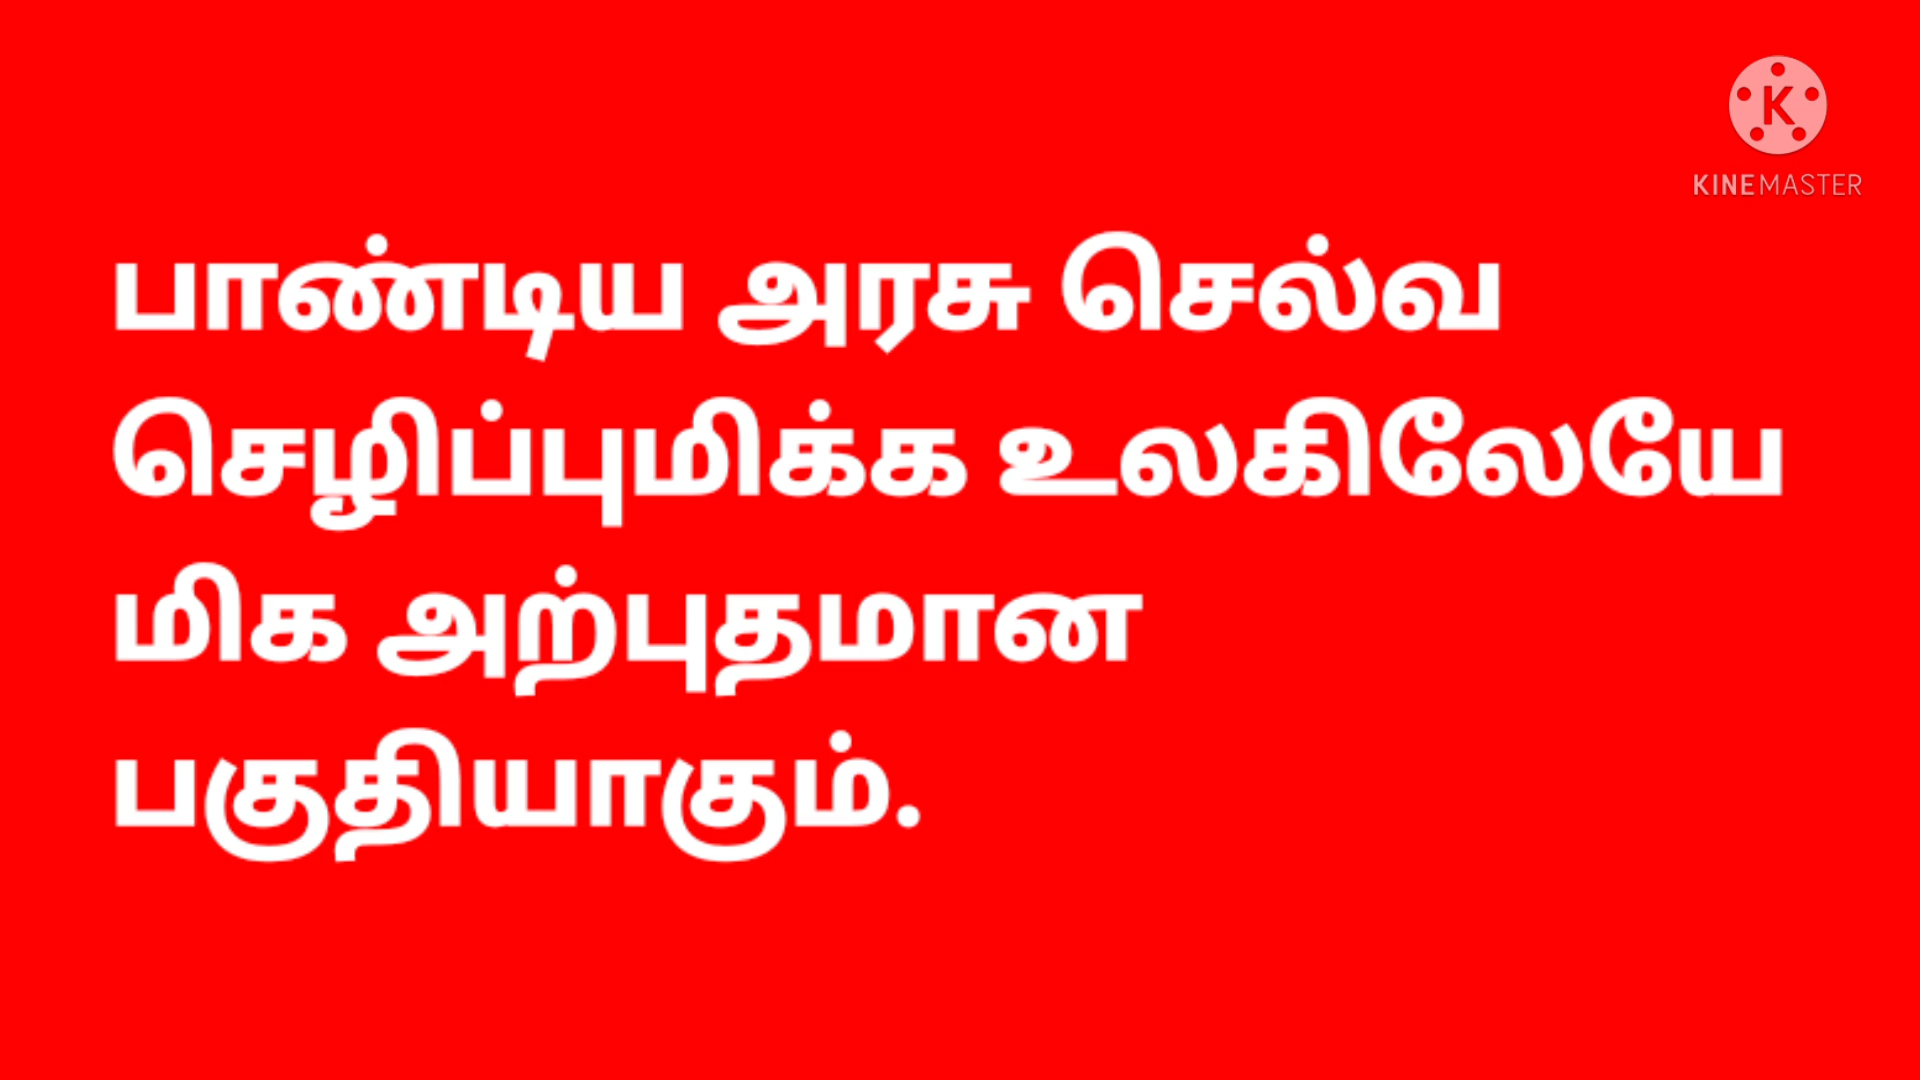 KINEMASTER
பாண்டிய அரசு செல்வ
செழிப்புமிக்க உலகிலேயே
மிக அற்புதமான
பகுதியாகும்.